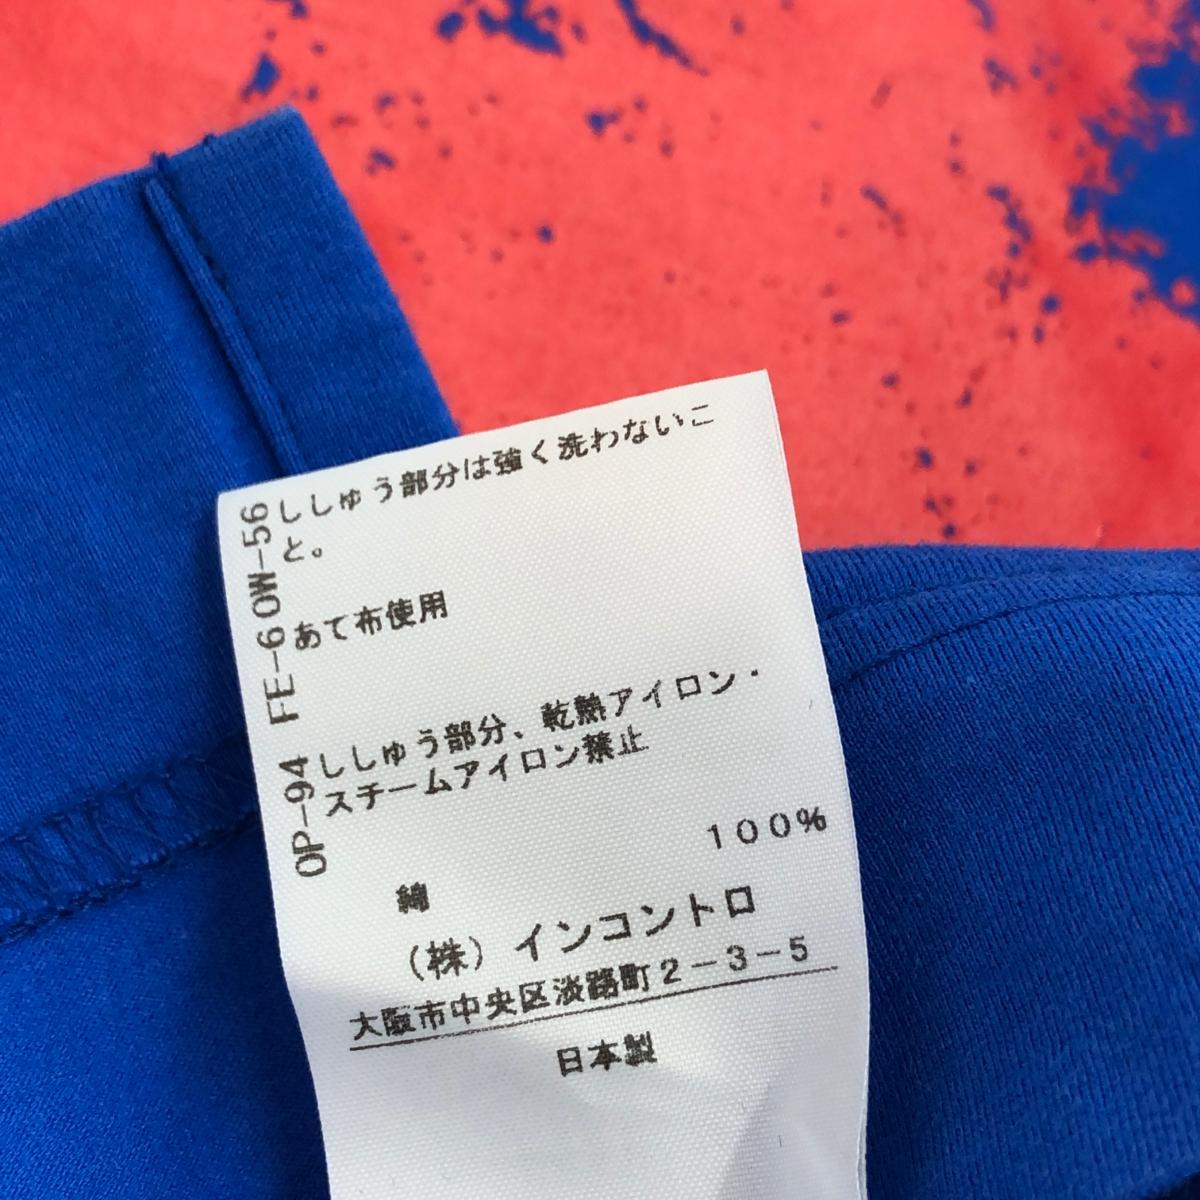 ししゅう部分は強く洗わないこ
と。
あて布使用
ししゅう部分、乾熱アイロン・
スチームアイロン禁止
100%
綿
（株）インコントロ
大阪市中央区淡路町2-3-5
日本製
OP-94 FE-6 OW-56